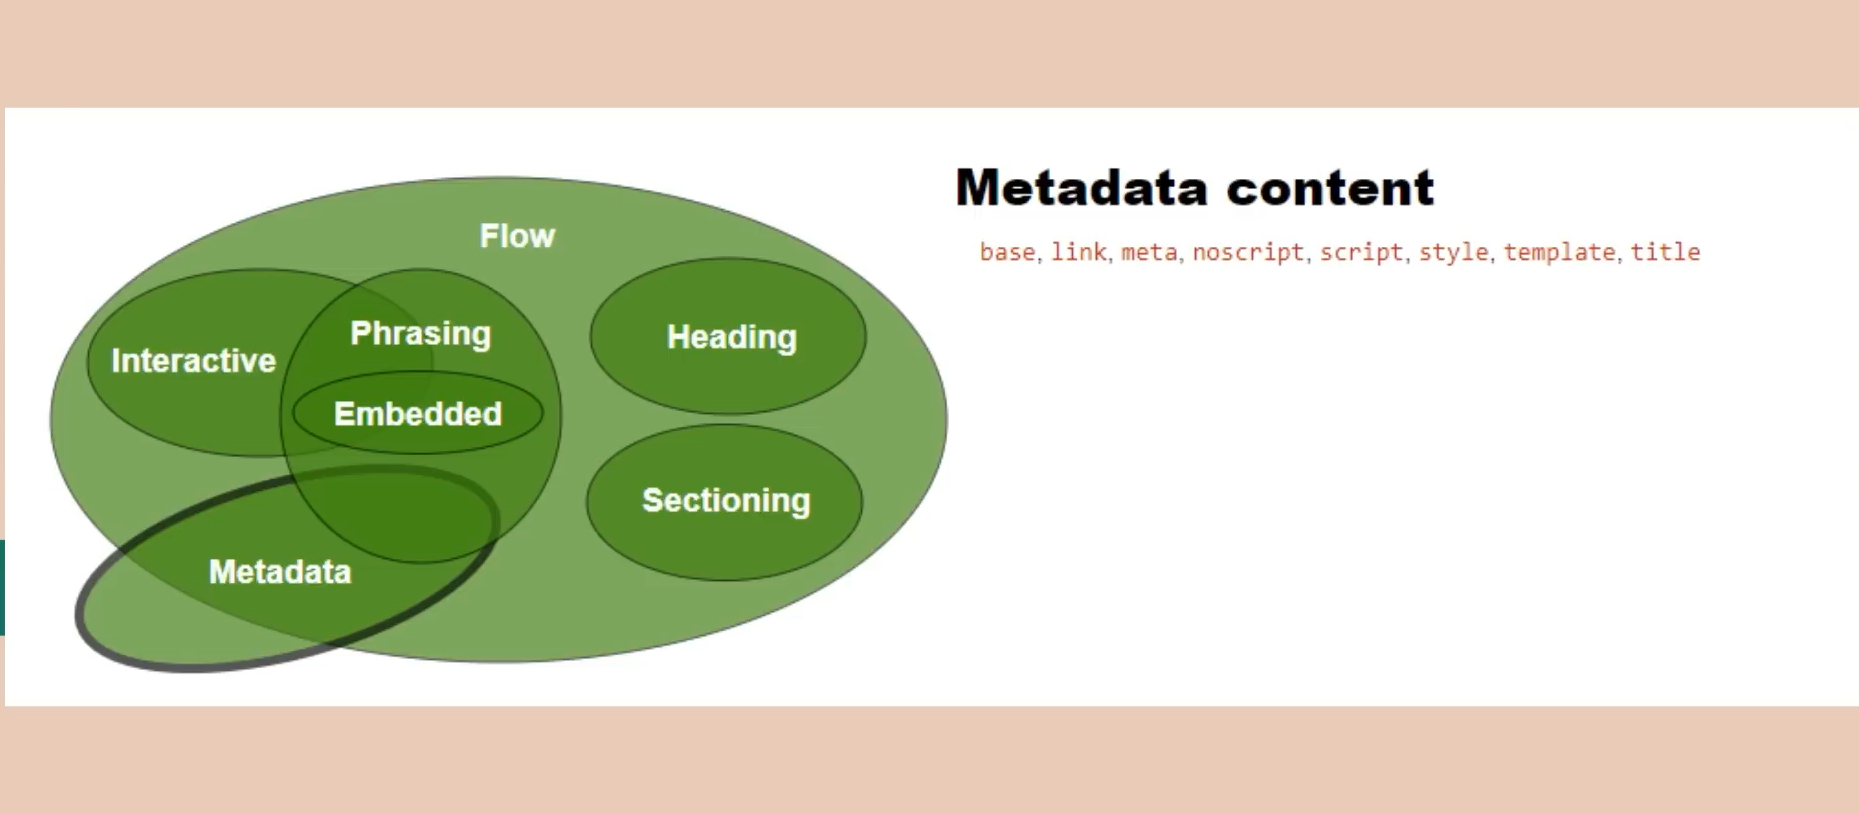 Metadata content
base, link, meta, noscript, script, style, template, title
Flow
Phrasing
Interactive
Embedded
Heading
Sectioning
Metadata